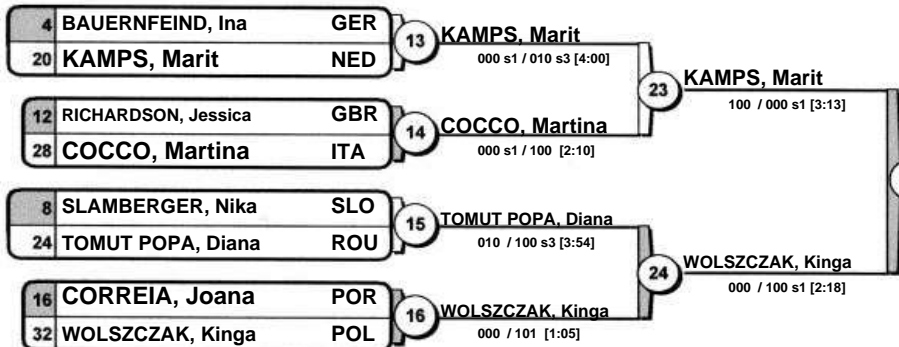 4 BAUERNFEIND, Ina GER
20 KAMPS, Marit NED
13 KAMPS, Marit
000 s1 / 010 s3 [4:00]
12 RICHARDSON, Jessica GBR
28 COCCO, Martina ITA
14 COCCO, Martina
000 s1 / 100 [2:10]
23 KAMPS, Marit
100 / 000 s1 [3:13]
8 SLAMBERGER, Nika SLO
24 TOMUT POPA, Diana ROU
15 TOMUT POPA, Diana
010 / 100 s3 [3:54]
16 CORREIA, Joana POR
32 WOLSZCZAK, Kinga POL
16 WOLSZCZAK, Kinga
000 / 101 [1:05]
24 WOLSZCZAK, Kinga
000 / 100 s1 [2:18]